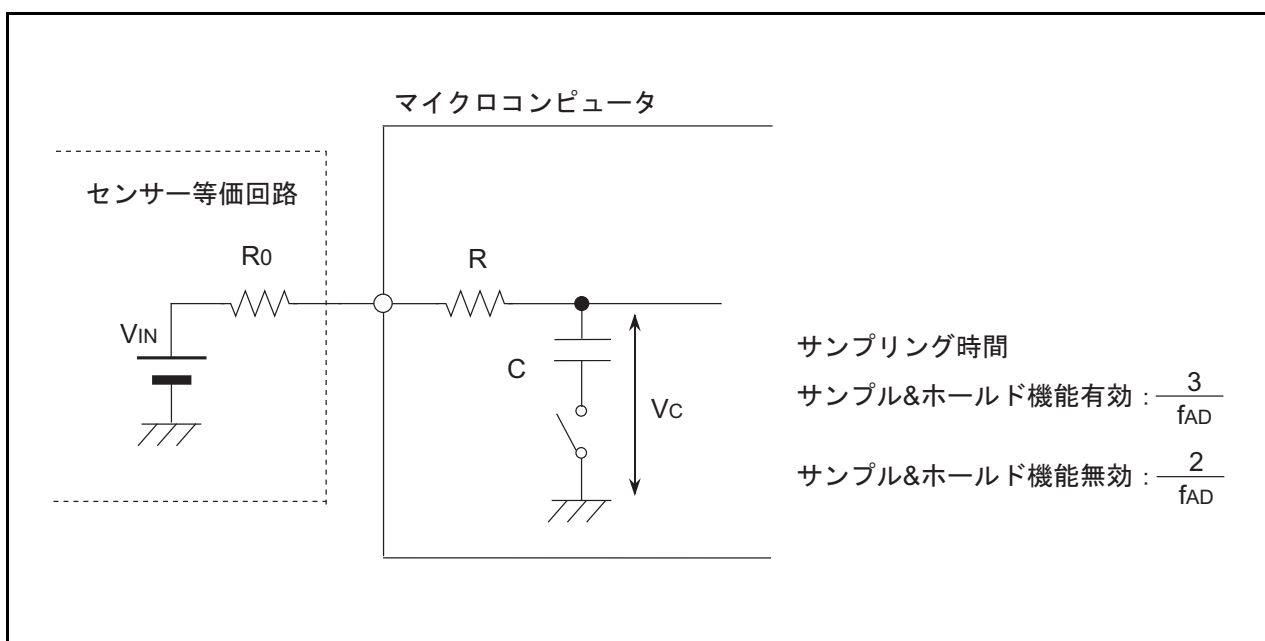 マイクロコンピュータ
センサー等価回路
R0
R
VIN
C
VC
サンプリング時間
サンプル&ホールド機能有効 : 3/fAD
サンプル&ホールド機能無効 : 2/fAD